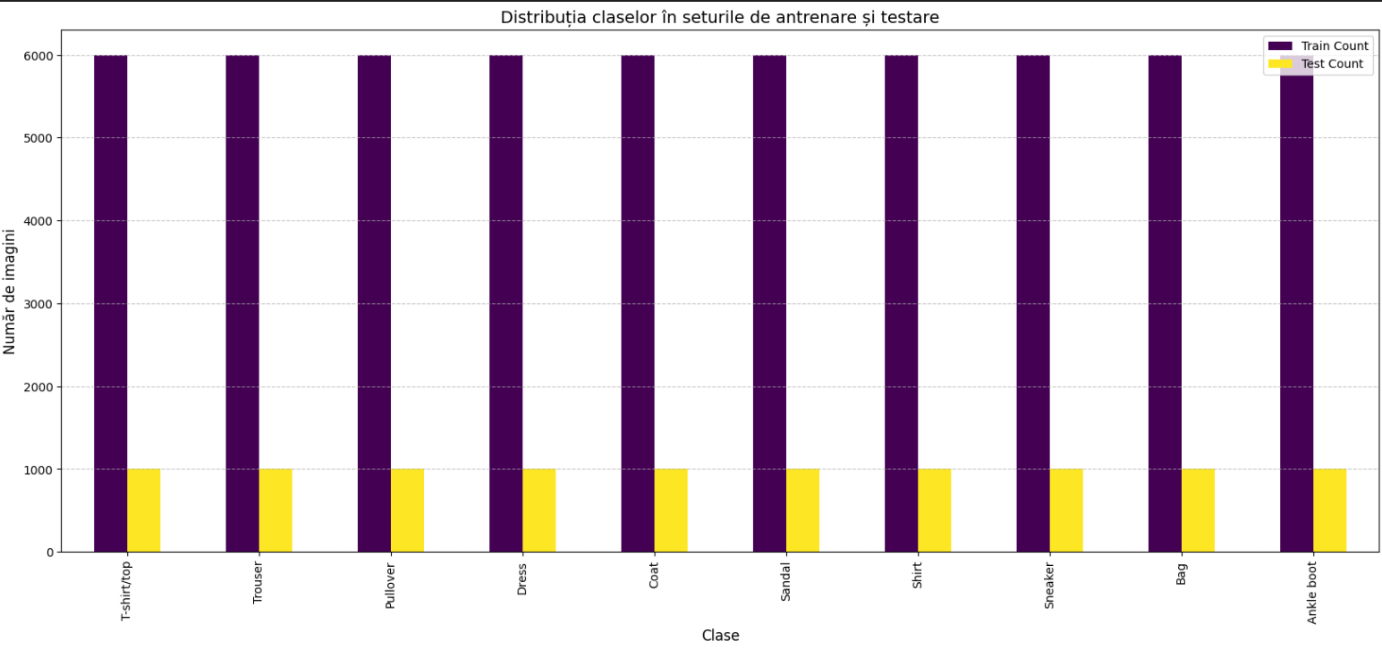 Distribuția claselor în seturile de antrenare și testare
Train Count
Test Count
Număr de imagini
6000
5000
4000
3000
2000
1000
0
T-shirt/top
Trouser
Pullover
Dress
Coat
Sandal
Shirt
Sneaker
Bag
Ankle boot
Clase